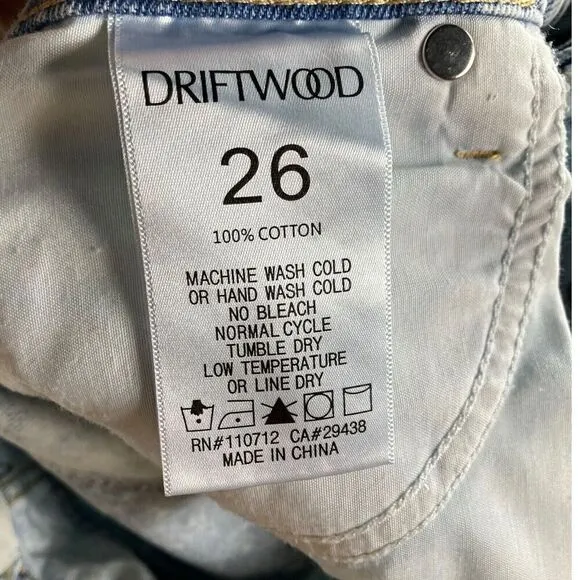 DRIFTWOOD
26
100% COTTON
MACHINE WASH COLD
OR HAND WASH COLD
NO BLEACH
NORMAL CYCLE
TUMBLE DRY
LOW TEMPERATURE
OR LINE DRY
RN#110712 CA#29438
MADE IN CHINA